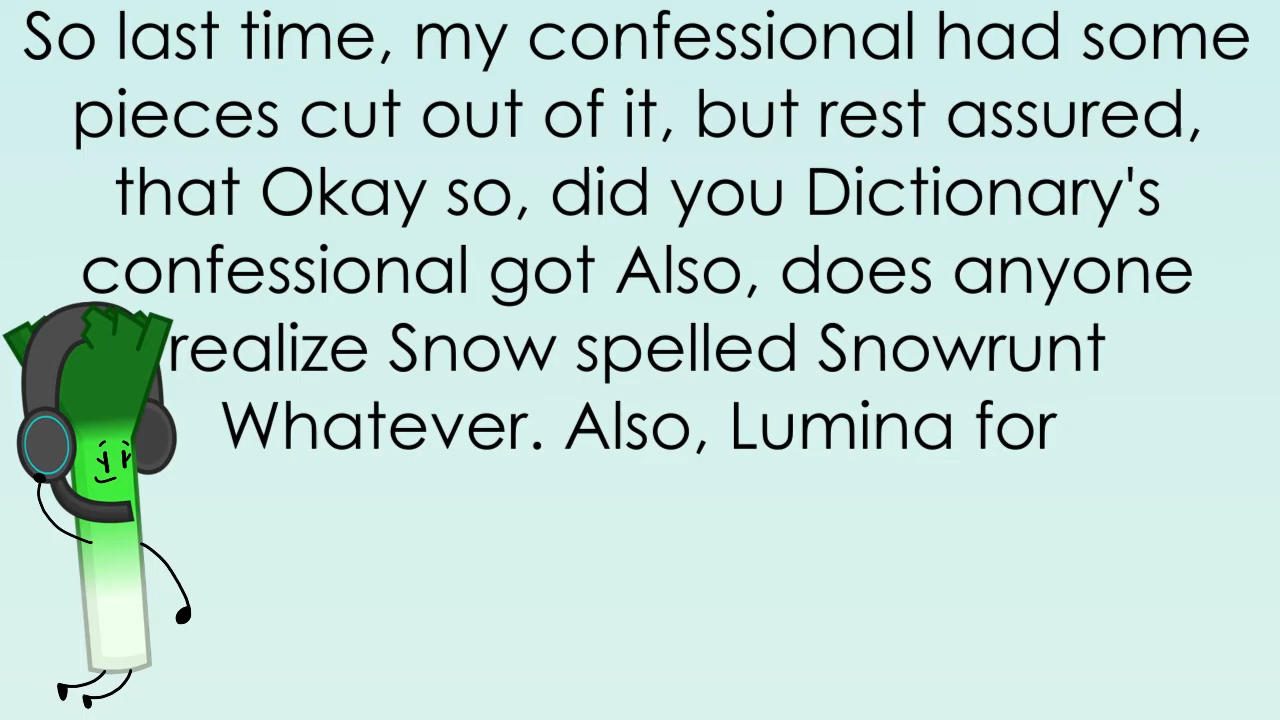 So last time, my confessional had some
pieces cut out of it, but rest assured,
that Okay so, did you Dictionary's
confessional got Also, does anyone
realize Snow spelled Snowrunt
Whatever. Also, Lumina for